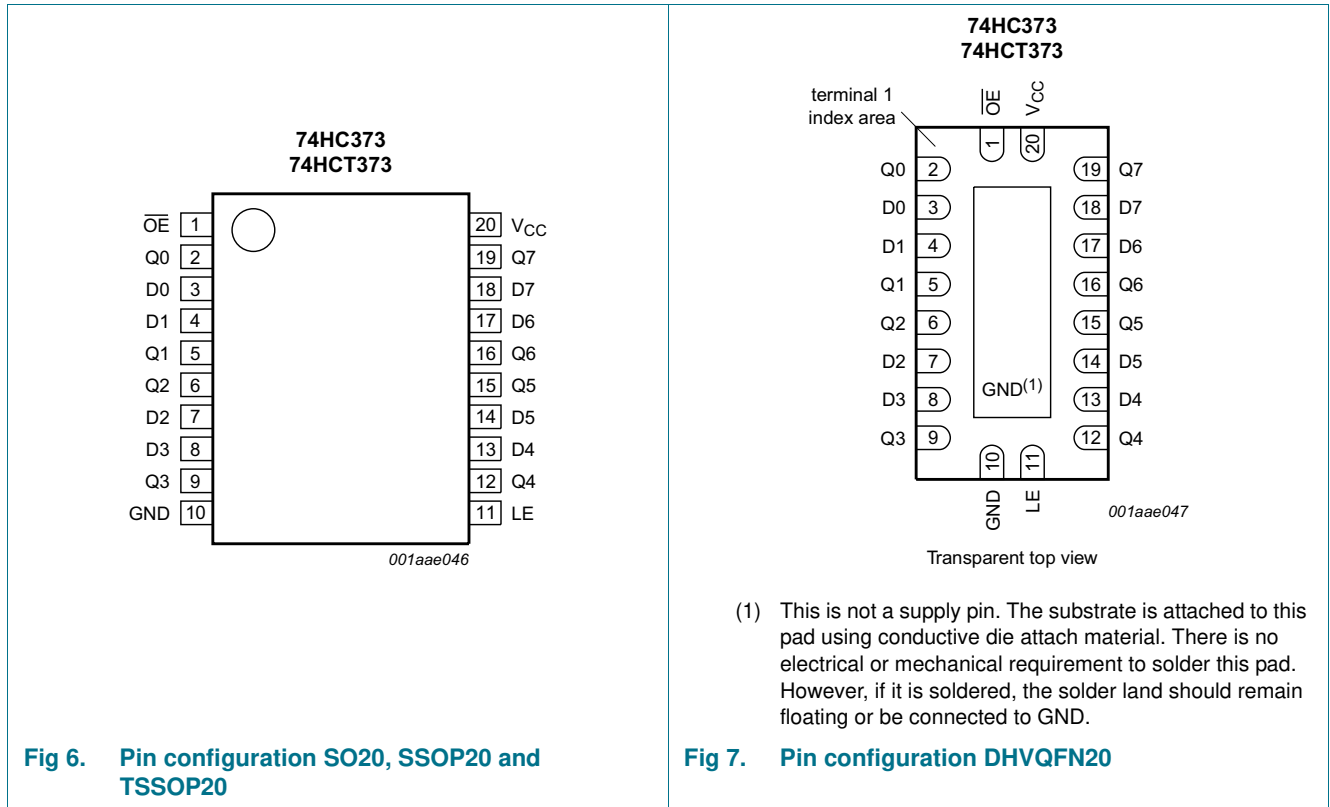 74HC373
74HCT373
OE 1
Q0 2
D0 3
D1 4
Q1 5
Q2 6
D2 7
D3 8
Q3 9
GND 10
20 VCC
19 Q7
18 D7
17 D6
16 Q6
15 Q5
14 D5
13 D4
12 Q4
11 LE
001aae046
Fig 6. Pin configuration SO20, SSOP20 and
TSSOP20
74HC373
74HCT373
terminal 1
index area
OE VCC
1 20
Q0 2
D0 3
D1 4
Q1 5
Q2 6
D2 7
D3 8
Q3 9
19 Q7
18 D7
17 D6
16 Q6
15 Q5
14 D5
13 D4
12 Q4
GND(1)
10 11
GND LE
001aae047
Transparent top view
(1) This is not a supply pin. The substrate is attached to this
pad using conductive die attach material. There is no
electrical or mechanical requirement to solder this pad.
However, if it is soldered, the solder land should remain
floating or be connected to GND.
Fig 7. Pin configuration DHVQFN20